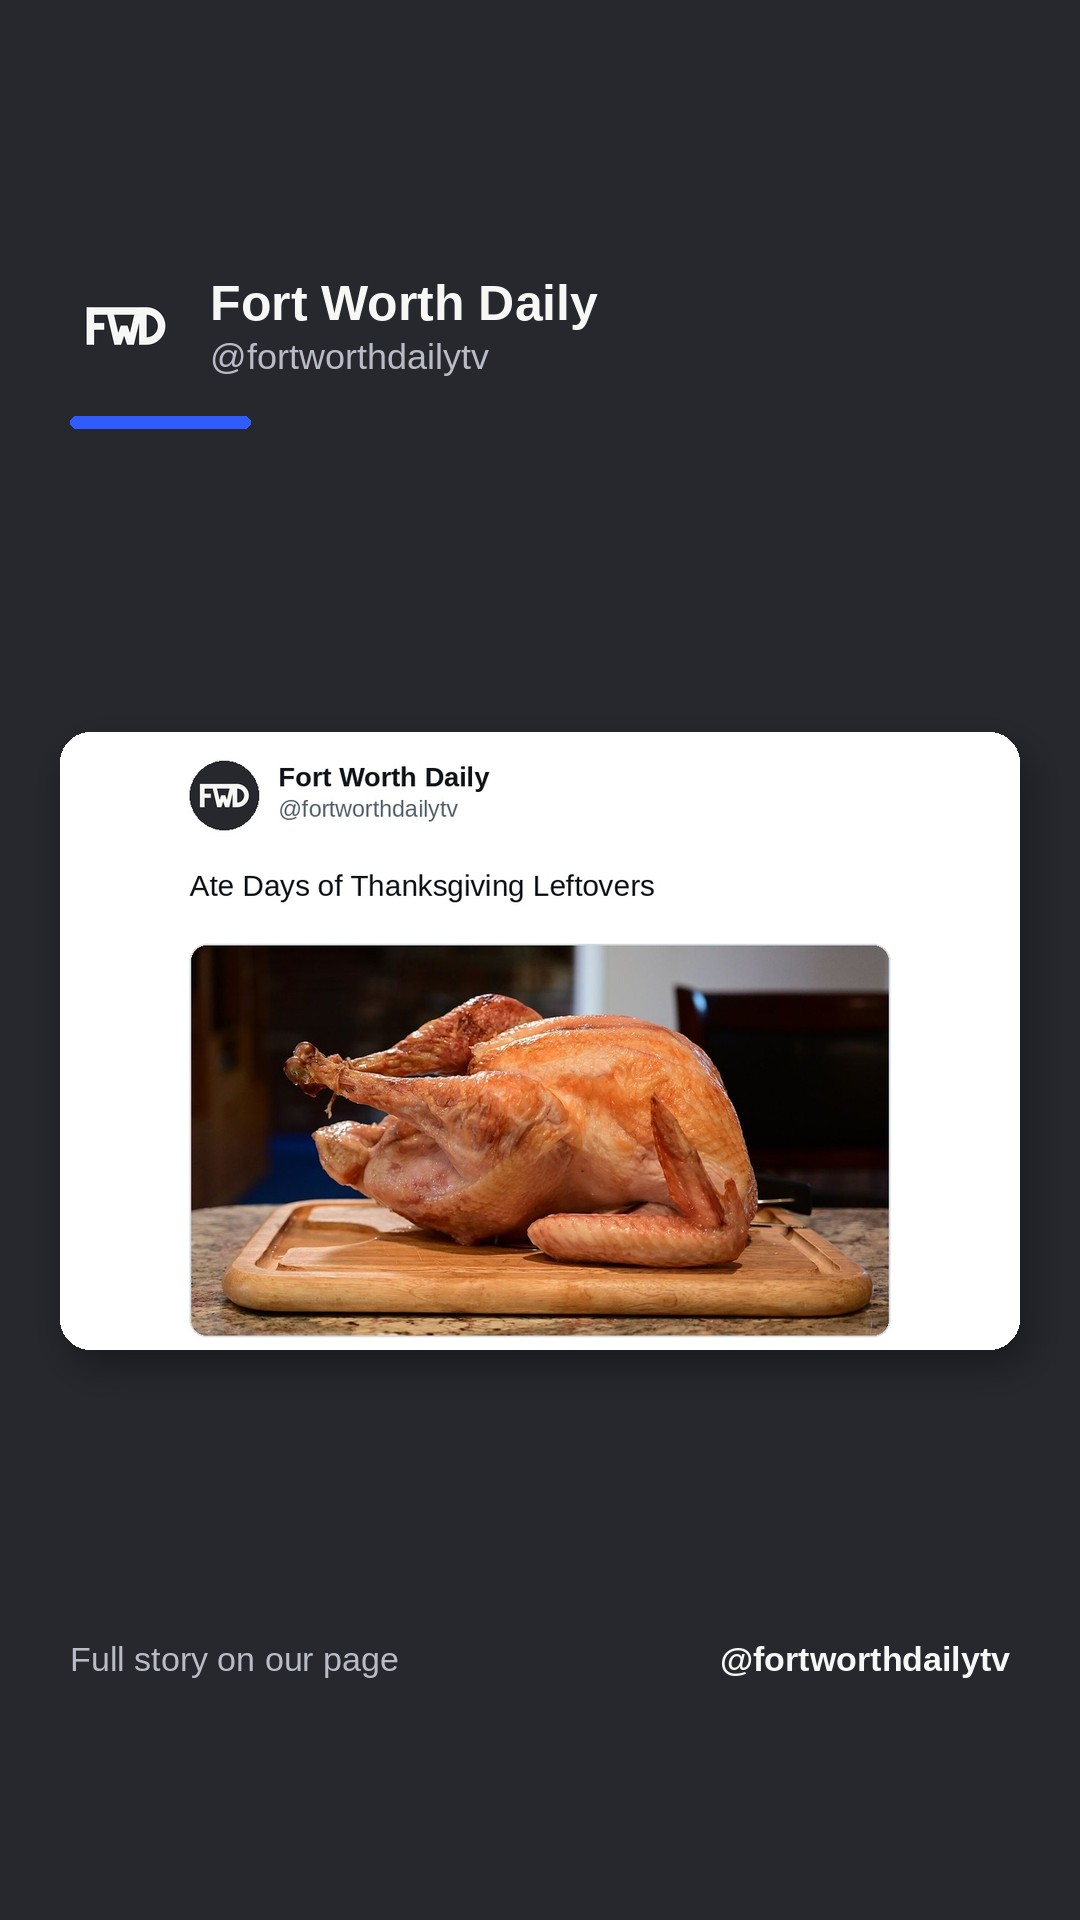 FWD
Fort Worth Daily
@fortworthdailytv
FWD
Fort Worth Daily
@fortworthdailytv
Ate Days of Thanksgiving Leftovers
Full story on our page
@fortworthdailytv